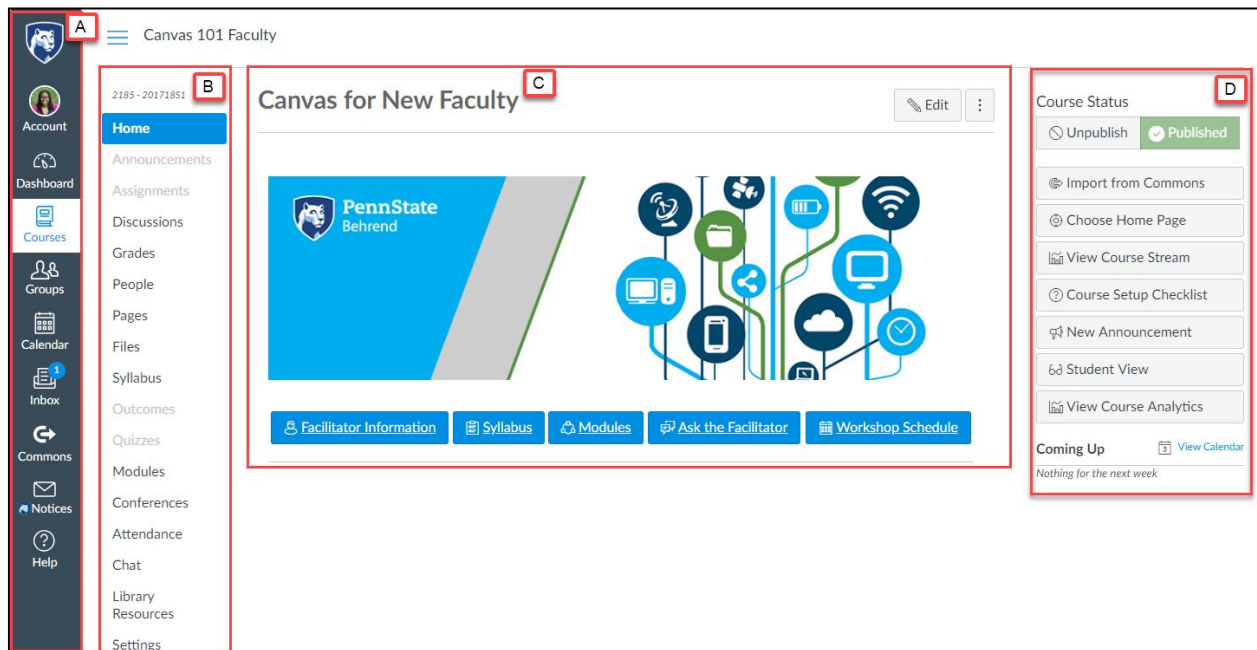 A
Canvas 101 Faculty
Account
Dashboard
Courses
Groups
Calendar
1
Inbox
Commons
Notices
Help
B
2185 - 201718S1
Home
Announcements
Assignments
Discussions
Grades
People
Pages
Files
Syllabus
Outcomes
Quizzes
Modules
Conferences
Attendance
Chat
Library
Resources
Settings
C
Canvas for New Faculty
Edit
PennState
Behrend
Facilitator Information
Syllabus
Modules
Ask the Facilitator
Workshop Schedule
D
Course Status
Unpublish
Published
Import from Commons
Choose Home Page
View Course Stream
Course Setup Checklist
New Announcement
Student View
View Course Analytics
Coming Up
3
View Calendar
Nothing for the next week